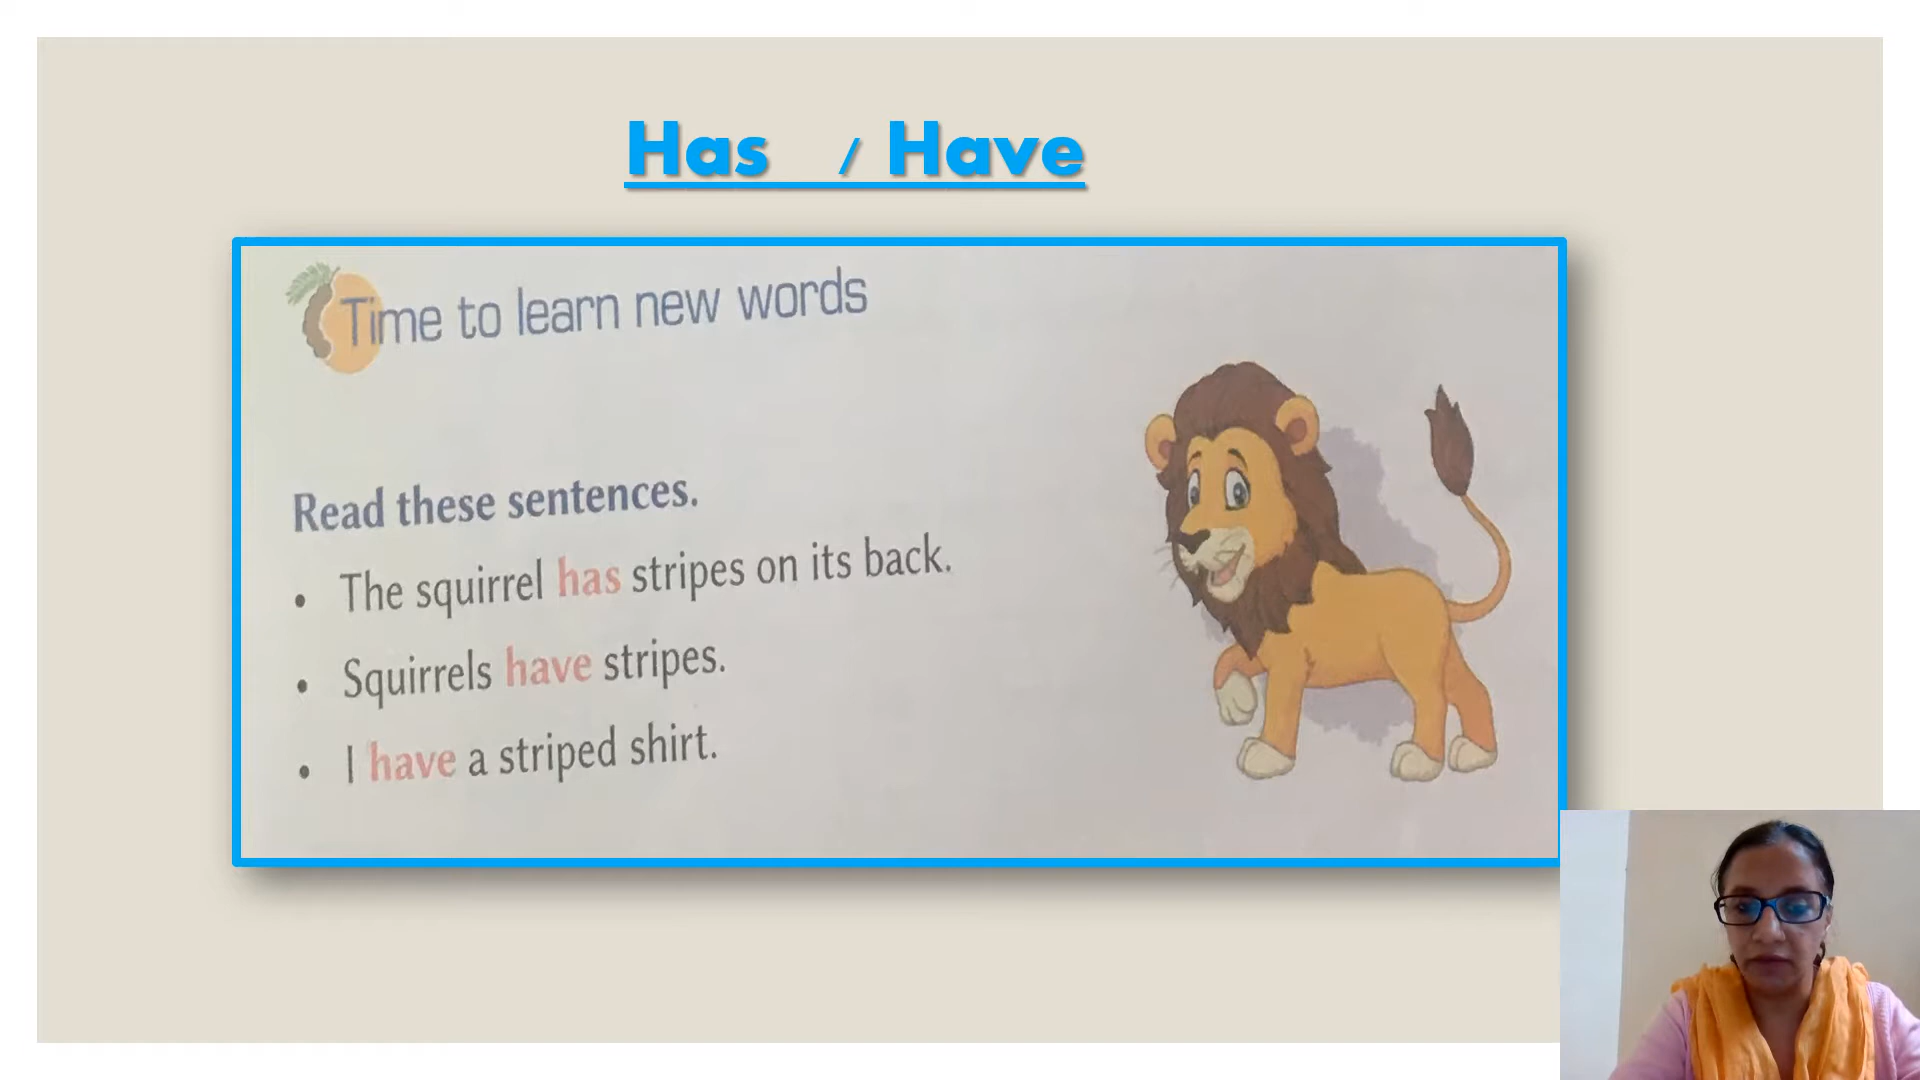 Has / Have
Time to learn new words
Read these sentences.
• The squirrel has stripes on its back.
• Squirrels have stripes.
• I have a striped shirt.